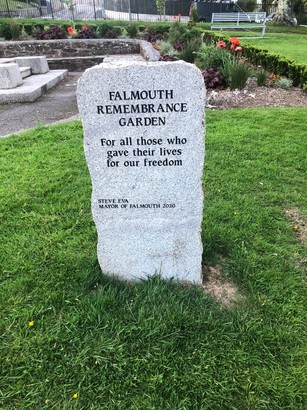 FALMOUTH
REMEMBRANCE
GARDEN
For all those who
gave their lives
for our freedom
STEVE EVA
MAYOR OF FALMOUTH 2020